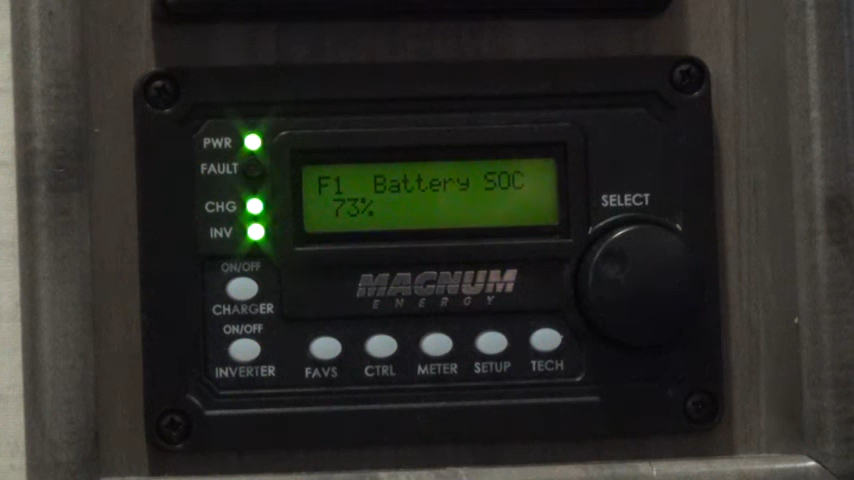 PWR
FAULT
CHG
INV
F1 Battery SOC
73%
SELECT
ON/OFF
CHARGER
ON/OFF
INVERTER
MAGNUM
ENERGY
FAVS
CTRL
METER
SETUP
TECH